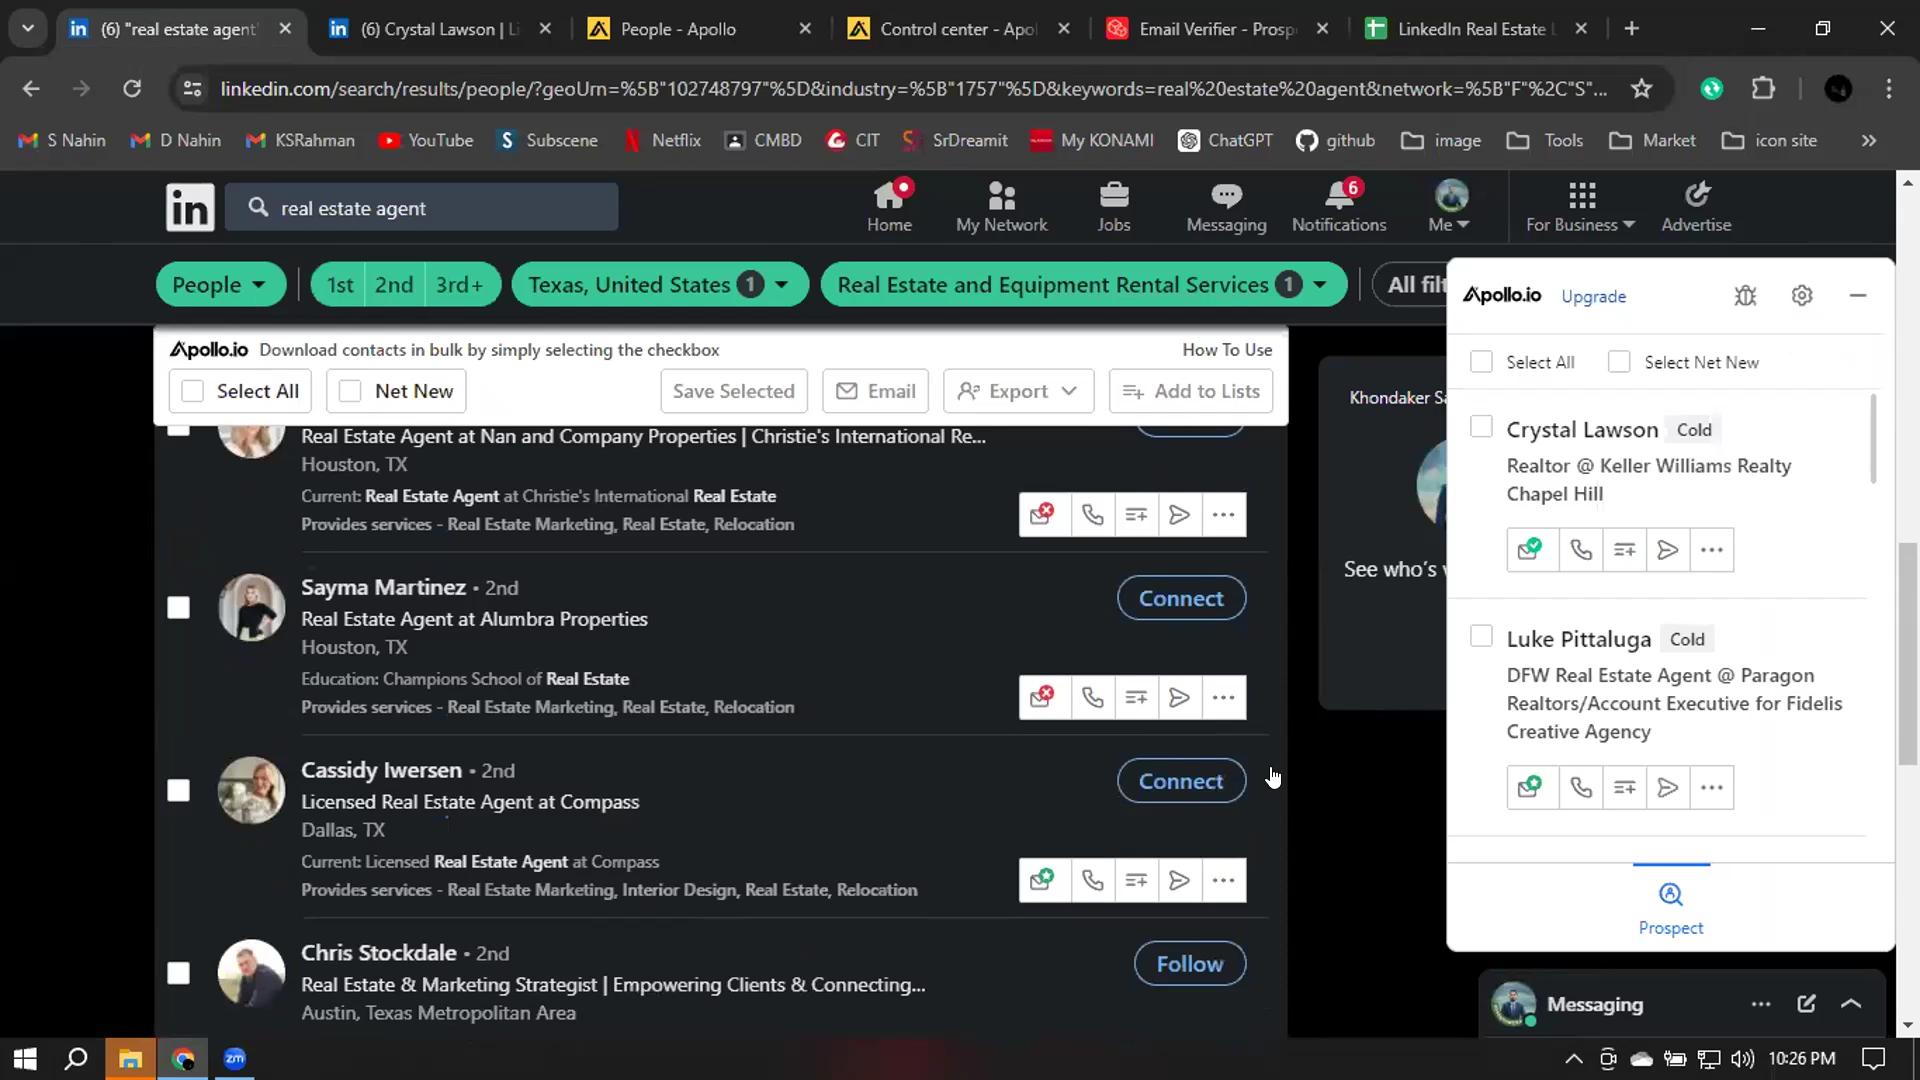 (6) "real estate agent"
(6) Crystal Lawson | Li
People - Apollo
Control center - Apol
Email Verifier - Prosp
LinkedIn Real Estate L
linkedin.com/search/results/people/?geoUrn=%5B"102748797"%5D&industry=%5B"1757"%5D&keywords=real%20estate%20agent&network=%5B"F"%2C"S"...
S Nahin
D Nahin
KSRahman
YouTube
Subscene
Netflix
CMBD
CIT
SrDreamit
My KONAMI
ChatGPT
github
image
Tools
Market
icon site
in
real estate agent
Home
My Network
Jobs
Messaging
6
Notifications
Me
For Business
Advertise
People
1st
2nd
3rd+
Texas, United States 1
Real Estate and Equipment Rental Services 1
All filt
Apollo.io Download contacts in bulk by simply selecting the checkbox
How To Use
Select All
Net New
Save Selected
Email
Export
Add to Lists
Real Estate Agent at Nan and Company Properties | Christie's International Re...
Houston, TX
Current: Real Estate Agent at Christie's International Real Estate
Provides services - Real Estate Marketing, Real Estate, Relocation
Sayma Martinez • 2nd
Real Estate Agent at Alumbra Properties
Houston, TX
Education: Champions School of Real Estate
Provides services - Real Estate Marketing, Real Estate, Relocation
Connect
Cassidy Iwersen • 2nd
Licensed Real Estate Agent at Compass
Dallas, TX
Current: Licensed Real Estate Agent at Compass
Provides services - Real Estate Marketing, Interior Design, Real Estate, Relocation
Connect
Chris Stockdale • 2nd
Real Estate & Marketing Strategist | Empowering Clients & Connecting...
Austin, Texas Metropolitan Area
Follow
Khondaker Sa
See who's v
Apollo.io
Upgrade
Select All
Select Net New
Crystal Lawson Cold
Realtor @ Keller Williams Realty
Chapel Hill
Luke Pittaluga Cold
DFW Real Estate Agent @ Paragon
Realtors/Account Executive for Fidelis
Creative Agency
Prospect
Messaging
zm
10:26 PM